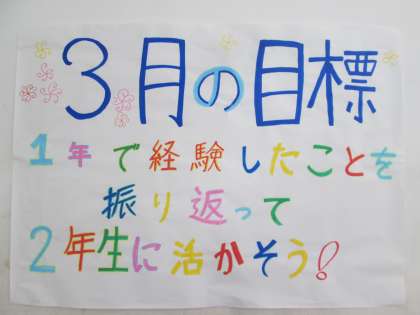 3月の目標
1年で経験したことを
振り返って
2年生に活かそう!